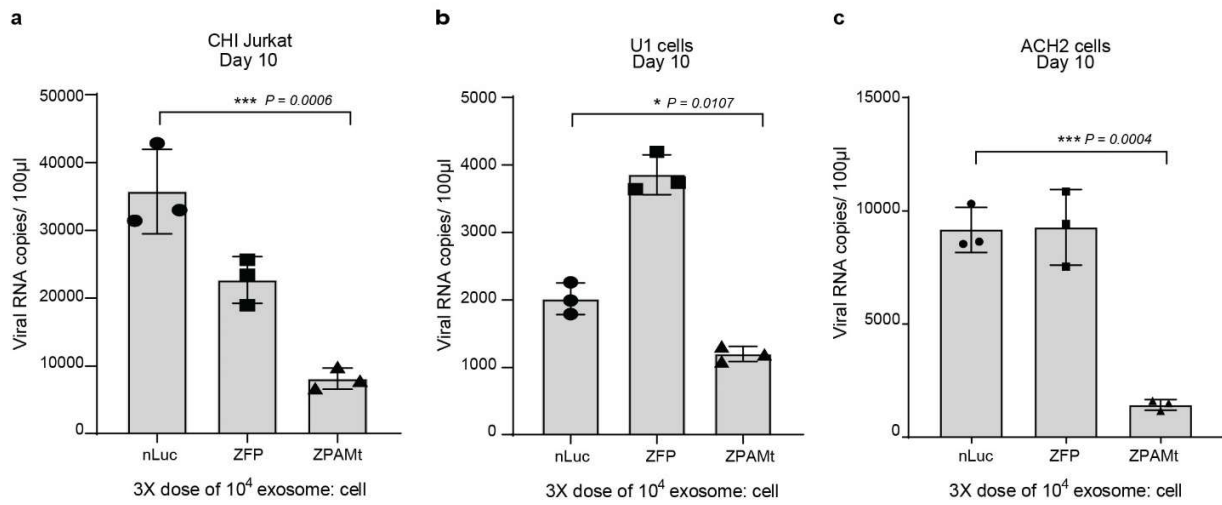 a
CHI Jurkat
Day 10
50000
40000
30000
20000
10000
0
Viral RNA copies/ 100µl
*** P = 0.0006
nLuc
ZFP
ZPAMt
3X dose of 10⁴ exosome: cell
b
U1 cells
Day 10
5000
4000
3000
2000
1000
0
Viral RNA copies/ 100µl
* P = 0.0107
nLuc
ZFP
ZPAMt
3X dose of 10⁴ exosome: cell
c
ACH2 cells
Day 10
15000
10000
5000
0
Viral RNA copies/ 100µl
*** P = 0.0004
nLuc
ZFP
ZPAMt
3X dose of 10⁴ exosome: cell